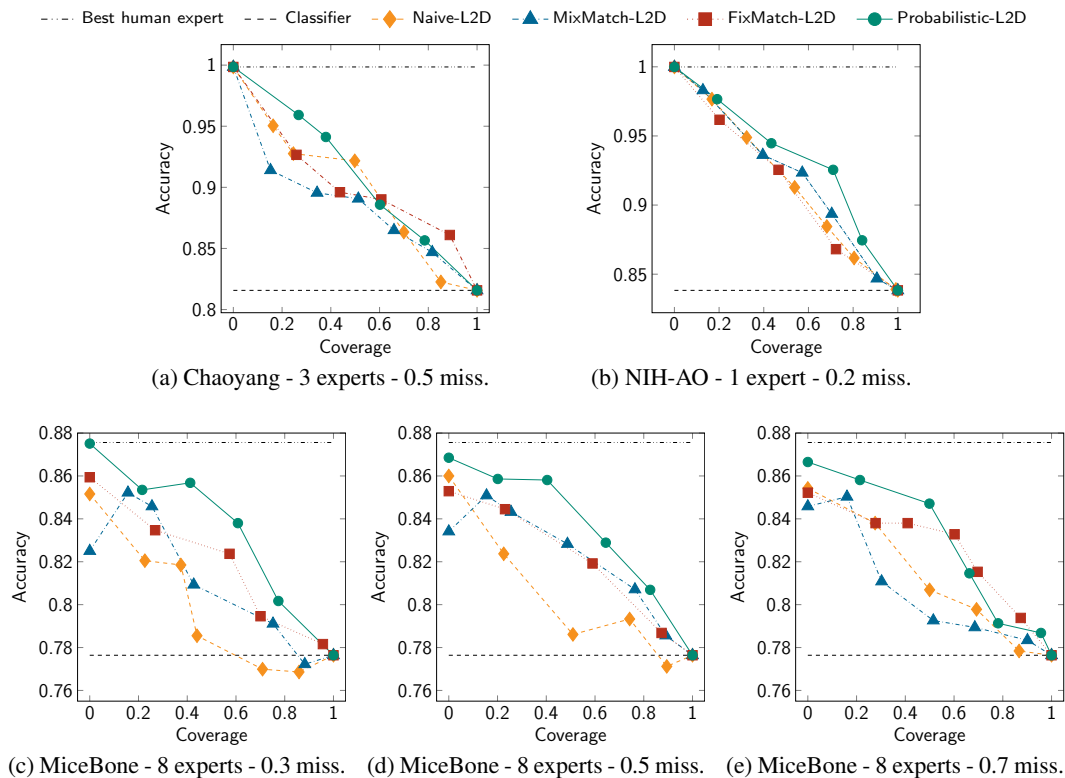 Best human expert Classifier Naive-L2D MixMatch-L2D FixMatch-L2D Probabilistic-L2D
1
0.95
0.9
0.85
0.8
Accuracy
0 0.2 0.4 0.6 0.8 1
Coverage
(a) Chaoyang - 3 experts - 0.5 miss.
1
0.95
0.9
0.85
Accuracy
0 0.2 0.4 0.6 0.8 1
Coverage
(b) NIH-AO - 1 expert - 0.2 miss.
0.88
0.86
0.84
0.82
0.8
0.78
0.76
Accuracy
0 0.2 0.4 0.6 0.8 1
Coverage
(c) MiceBone - 8 experts - 0.3 miss.
0.88
0.86
0.84
0.82
0.8
0.78
0.76
Accuracy
0 0.2 0.4 0.6 0.8 1
Coverage
(d) MiceBone - 8 experts - 0.5 miss.
0.88
0.86
0.84
0.82
0.8
0.78
0.76
Accuracy
0 0.2 0.4 0.6 0.8 1
Coverage
(e) MiceBone - 8 experts - 0.7 miss.